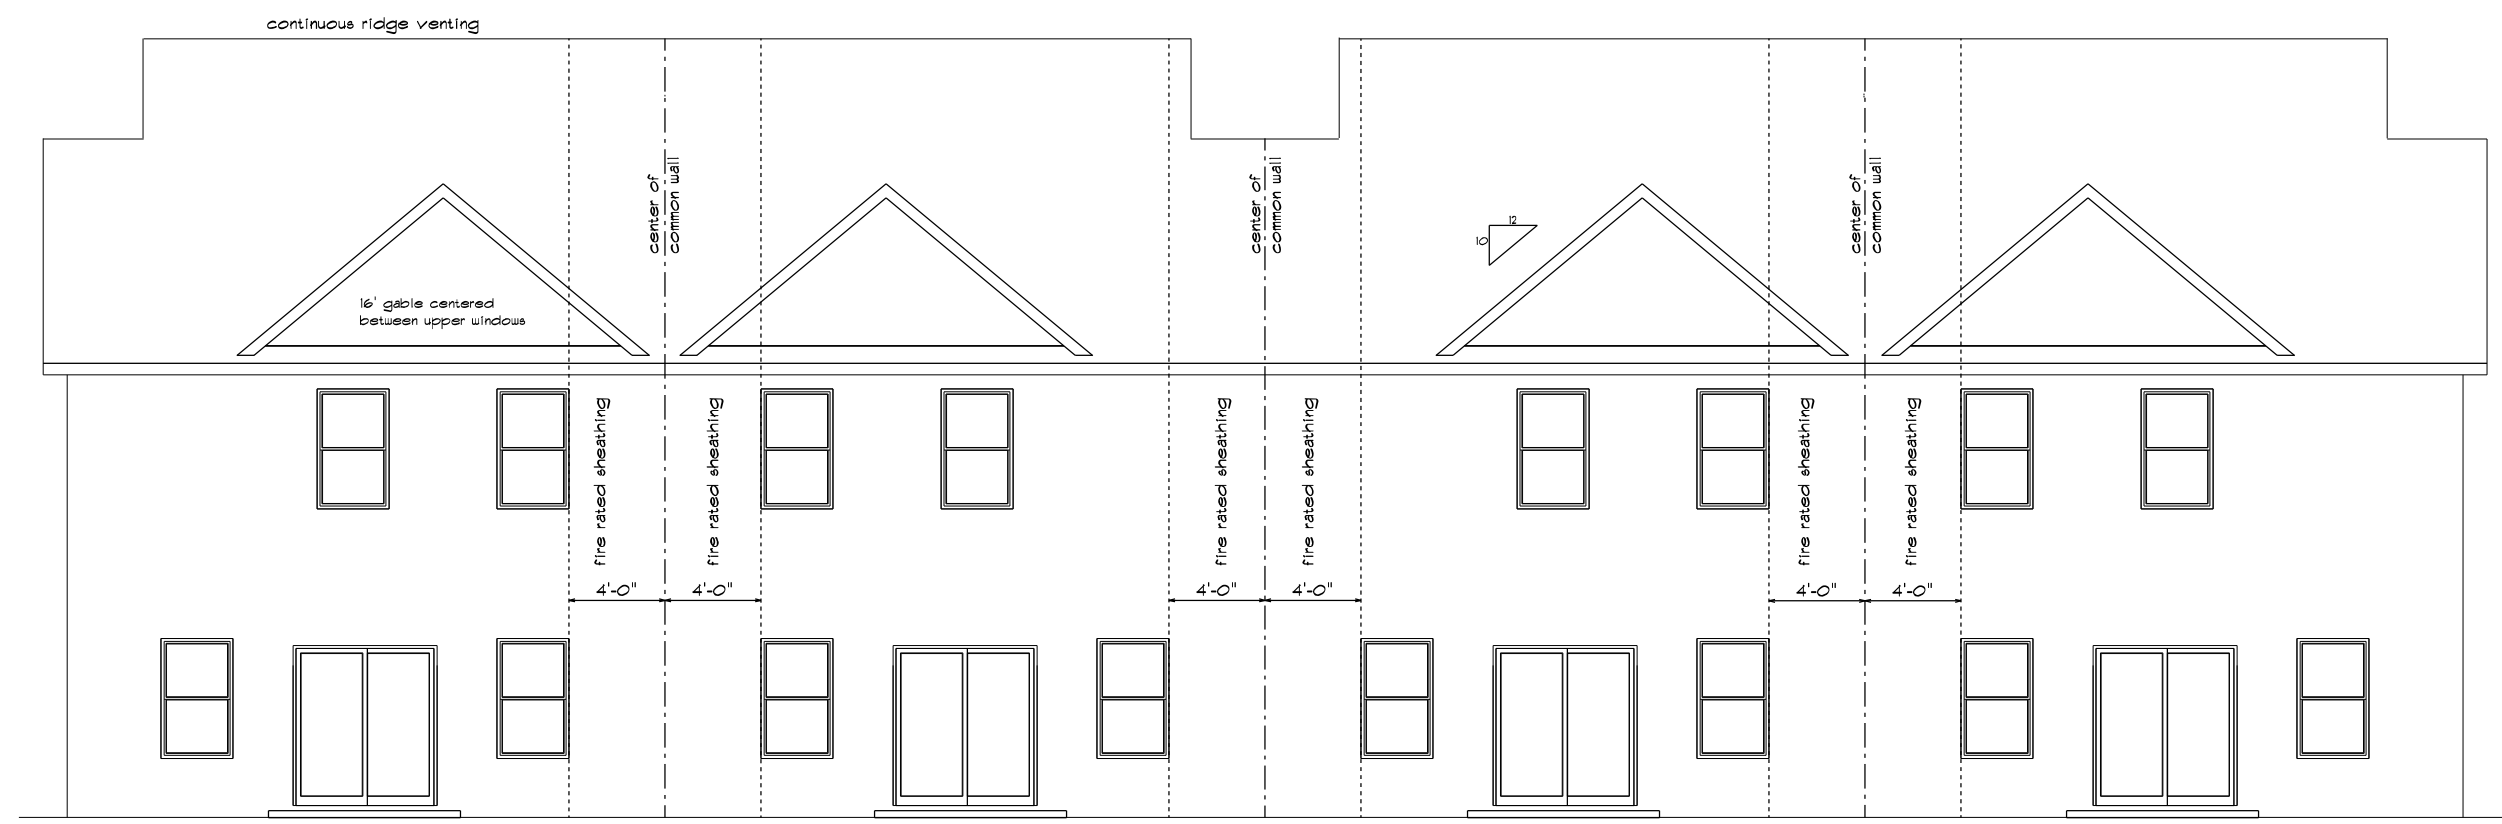 continuous ridge venting
center of
common wall
center of
common wall
center of
common wall
12
10
16' gable centered
between upper windows
fire rated sheathing
fire rated sheathing
fire rated sheathing
fire rated sheathing
fire rated sheathing
fire rated sheathing
4'-0"
4'-0"
4'-0"
4'-0"
4'-0"
4'-0"